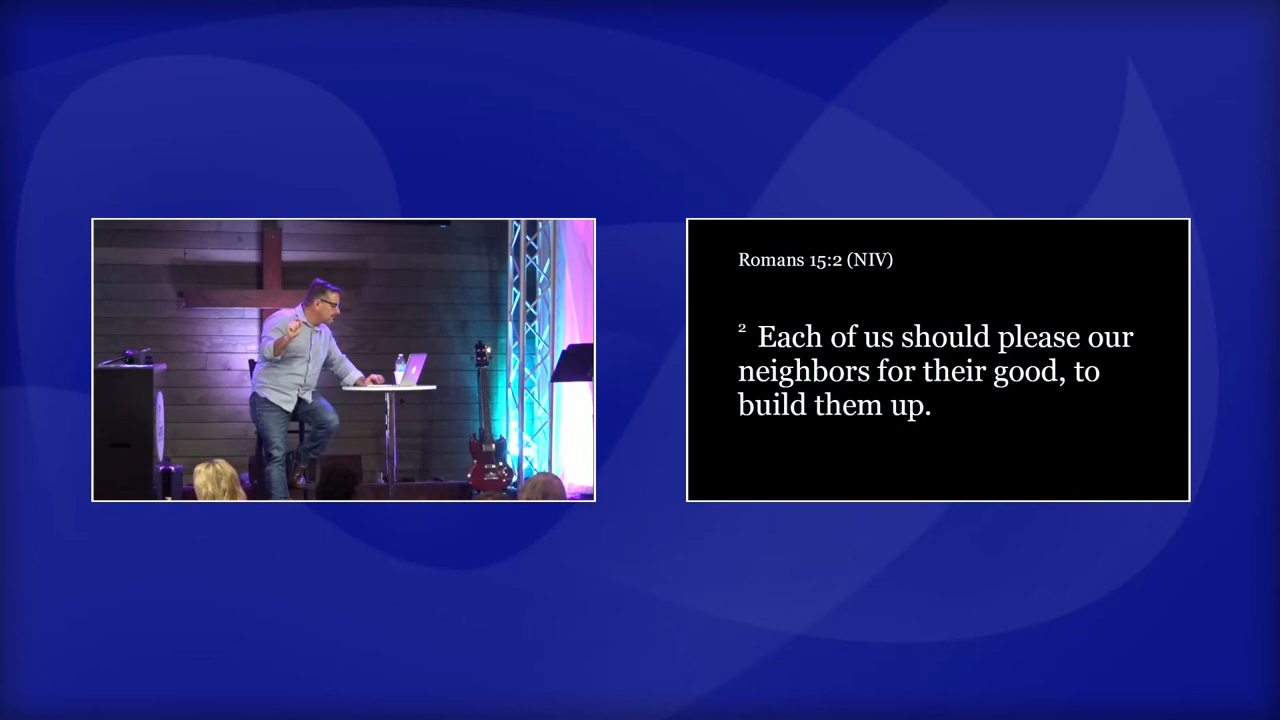 Romans 15:2 (NIV)
² Each of us should please our
neighbors for their good, to
build them up.